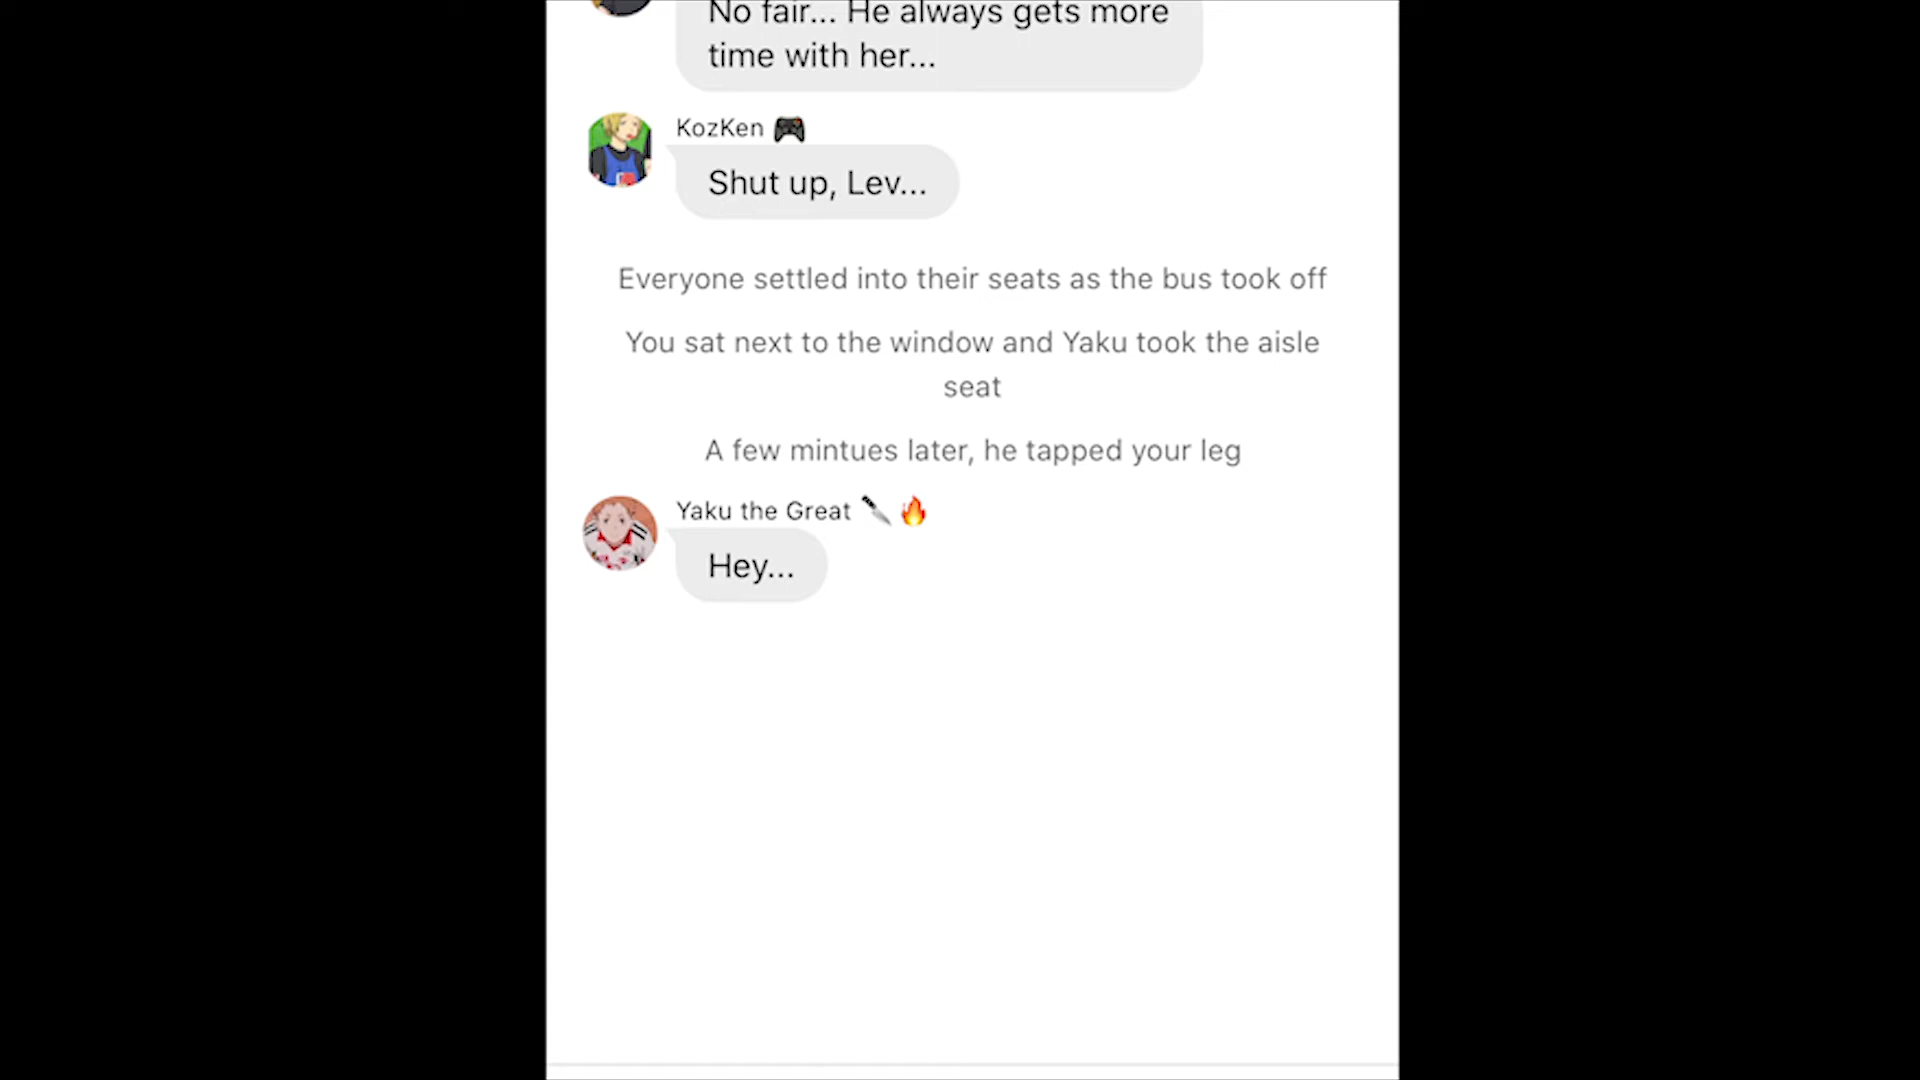 No fair... He always gets more
time with her...
KozKen 🎮
Shut up, Lev...
Everyone settled into their seats as the bus took off
You sat next to the window and Yaku took the aisle
seat
A few mintues later, he tapped your leg
Yaku the Great 🔪🔥
Hey...